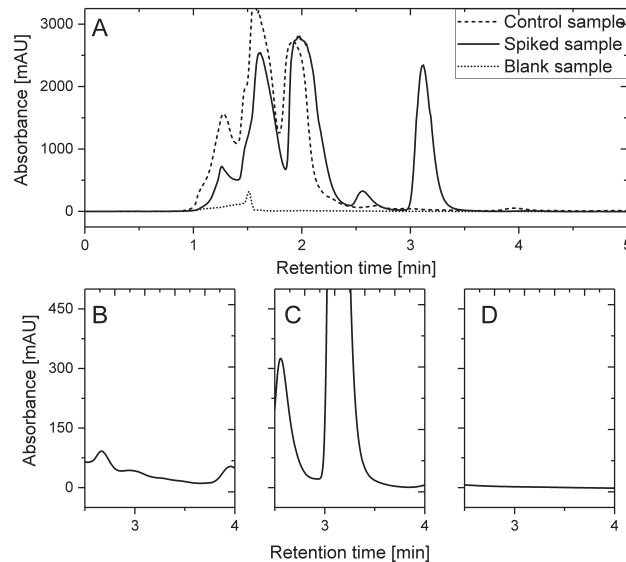 A
Control sample
Spiked sample
Blank sample
Absorbance [mAU]
3000
2000
1000
0
0 1 2 3 4 5
Retention time [min]
B C D
Absorbance [mAU]
450
300
150
0
3 4 3 4 3 4
Retention time [min]